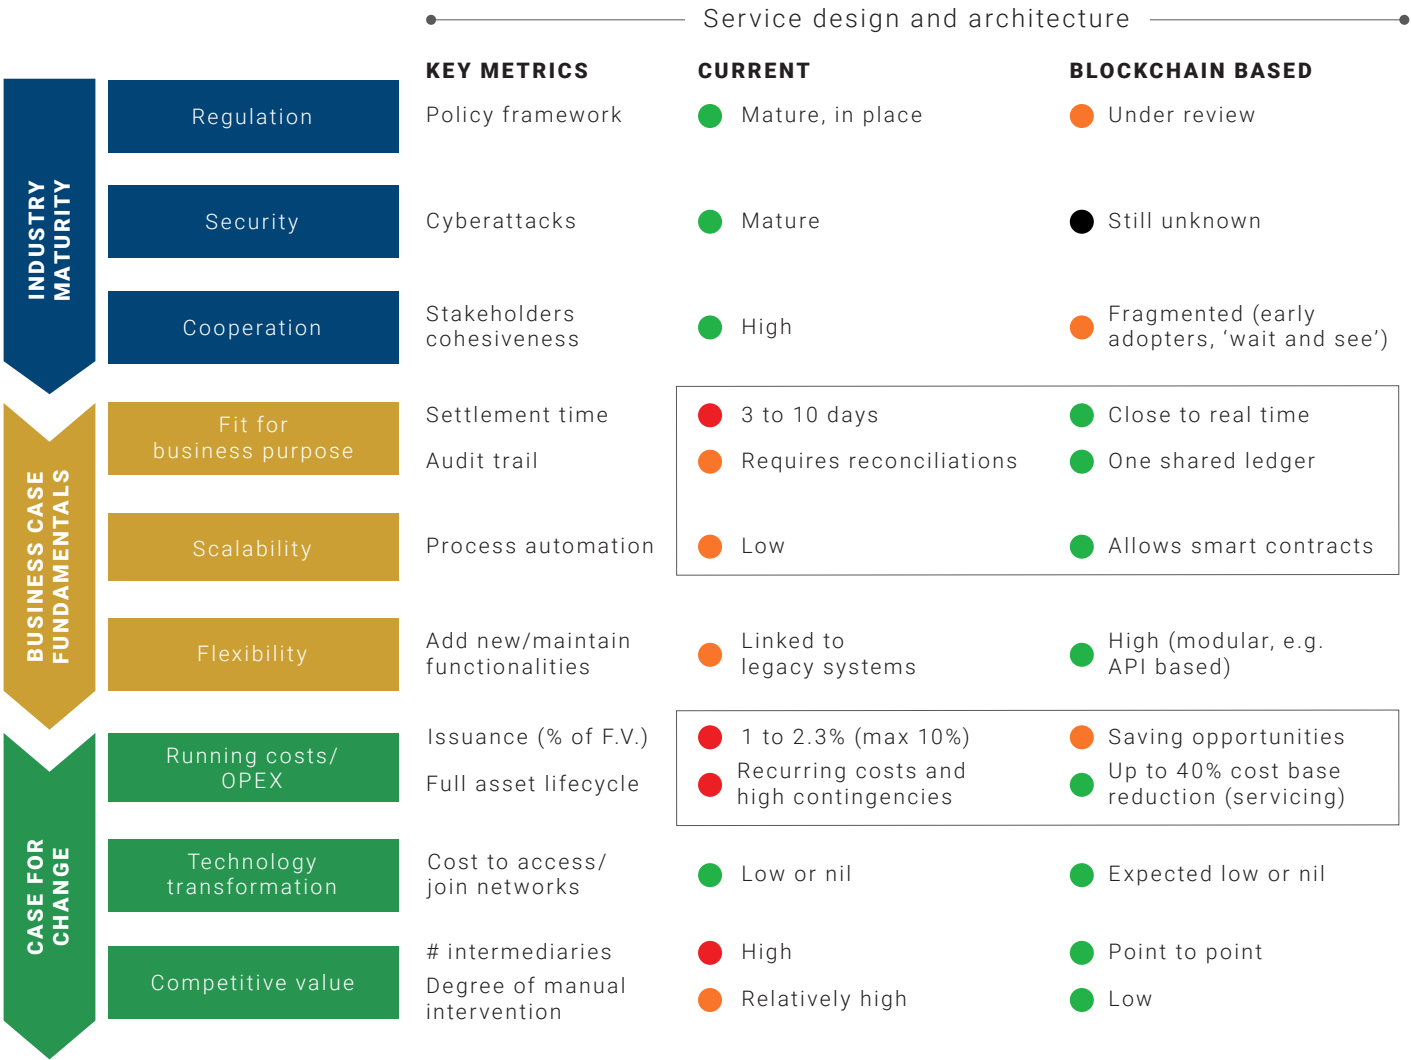 Service design and architecture
KEY METRICS
CURRENT
BLOCKCHAIN BASED
INDUSTRY
MATURITY
Regulation
Policy framework
Mature, in place
Under review
Security
Cyberattacks
Mature
Still unknown
Cooperation
Stakeholders
cohesiveness
High
Fragmented (early
adopters, ‘wait and see’)
BUSINESS CASE
FUNDAMENTALS
Fit for
business purpose
Settlement time
3 to 10 days
Close to real time
Audit trail
Requires reconciliations
One shared ledger
Scalability
Process automation
Low
Allows smart contracts
Flexibility
Add new/maintain
functionalities
Linked to
legacy systems
High (modular, e.g.
API based)
CASE FOR
CHANGE
Running costs/
OPEX
Issuance (% of F.V.)
1 to 2.3% (max 10%)
Saving opportunities
Full asset lifecycle
Recurring costs and
high contingencies
Up to 40% cost base
reduction (servicing)
Technology
transformation
Cost to access/
join networks
Low or nil
Expected low or nil
Competitive value
# intermediaries
High
Point to point
Degree of manual
intervention
Relatively high
Low